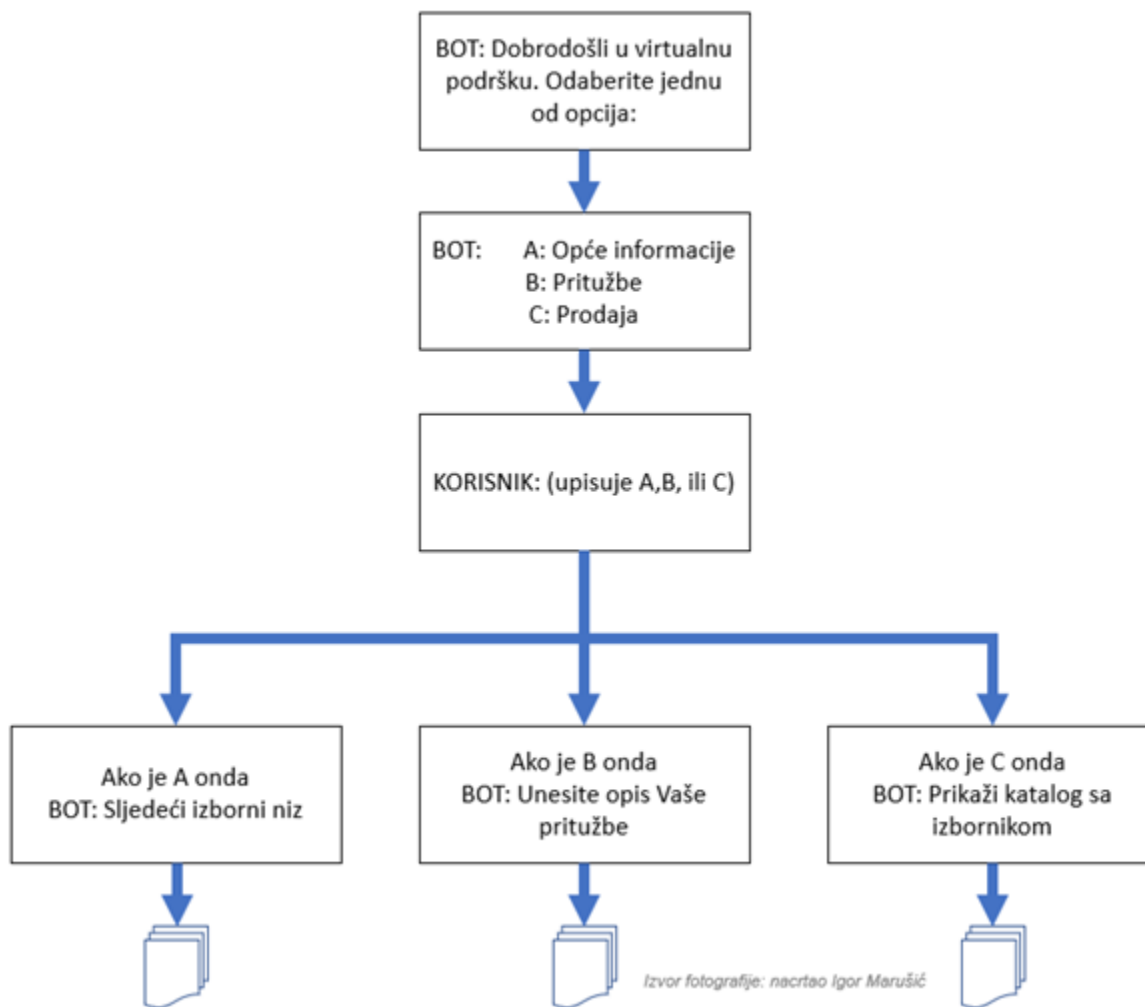 BOT: Dobrodošli u virtualnu
podršku. Odaberite jednu
od opcija:
BOT: A: Opće informacije
B: Pritužbe
C: Prodaja
KORISNIK: (upisuje A,B, ili C)
Ako je A onda
BOT: Sljedeći izborni niz
Ako je B onda
BOT: Unesite opis Vaše
pritužbe
Ako je C onda
BOT: Prikaži katalog sa
izbornikom
Izvor fotografije: nacrtao Igor Marušić